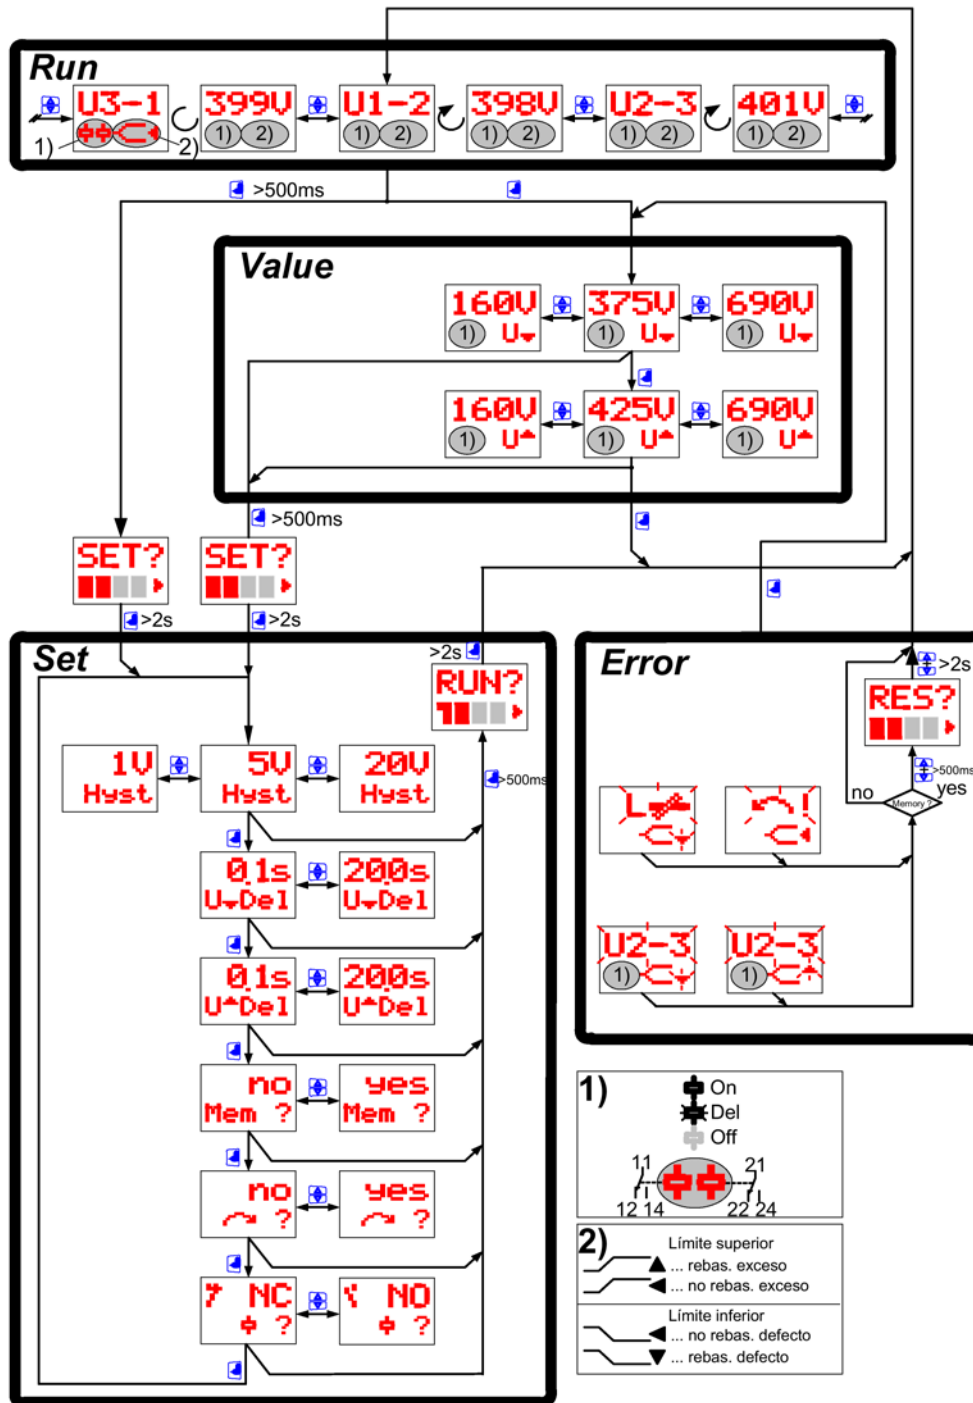 Run
U3-1 399V U1-2 398V U2-3 401V
1) 2) 1) 2) 1) 2) 1) 2) 1) 2) 1) 2)
>500ms
Value
160V 375V 690V
1) U 1) U 1) U
160V 425V 690V
1) U 1) U 1) U
>500ms
SET? SET?
>2s >2s
Set
>2s
RUN?
>500ms
1V 5V 20V
Hyst Hyst Hyst
0.1s 20.0s
U Del U Del
0.1s 20.0s
U Del U Del
no yes
Mem ? Mem ?
no yes
? ?
NC NO
? ?
Error
>2s
RES?
>500ms
no Memory ? yes
L !
U2-3 U2-3
1) 1)
1)
On
Del
Off
11 21
12 14 22 24
2)
Límite superior
... rebas. exceso
... no rebas. exceso
Límite inferior
... no rebas. defecto
... rebas. defecto